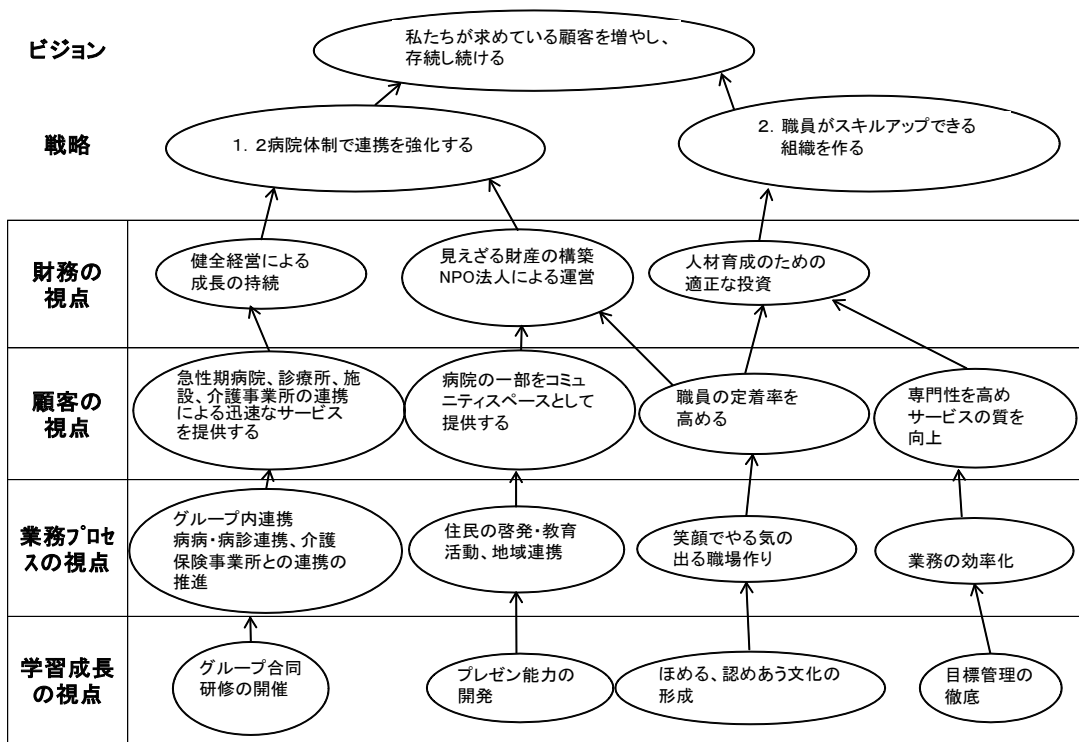 ビジョン
私たちが求めている顧客を増やし、
存続し続ける
戦略
1．2病院体制で連携を強化する
2．職員がスキルアップできる
組織を作る
財務の
視点
健全経営による
成長の持続
見えざる財産の構築
NPO法人による運営
人材育成のための
適正な投資
顧客の
視点
急性期病院、診療所、施
設、介護事業所の連携
による迅速なサービス
を提供する
病院の一部をコミュ
ニティスペースとして
提供する
職員の定着率を
高める
専門性を高め
サービスの質を
向上
業務プロセ
スの視点
グループ内連携
病病・病診連携、介護
保険事業所との連携の
推進
住民の啓発・教育
活動、地域連携
笑顔でやる気の
出る職場作り
業務の効率化
学習成長
の視点
グループ合同
研修の開催
プレゼン能力の
開発
ほめる、認めあう文化の
形成
目標管理の
徹底